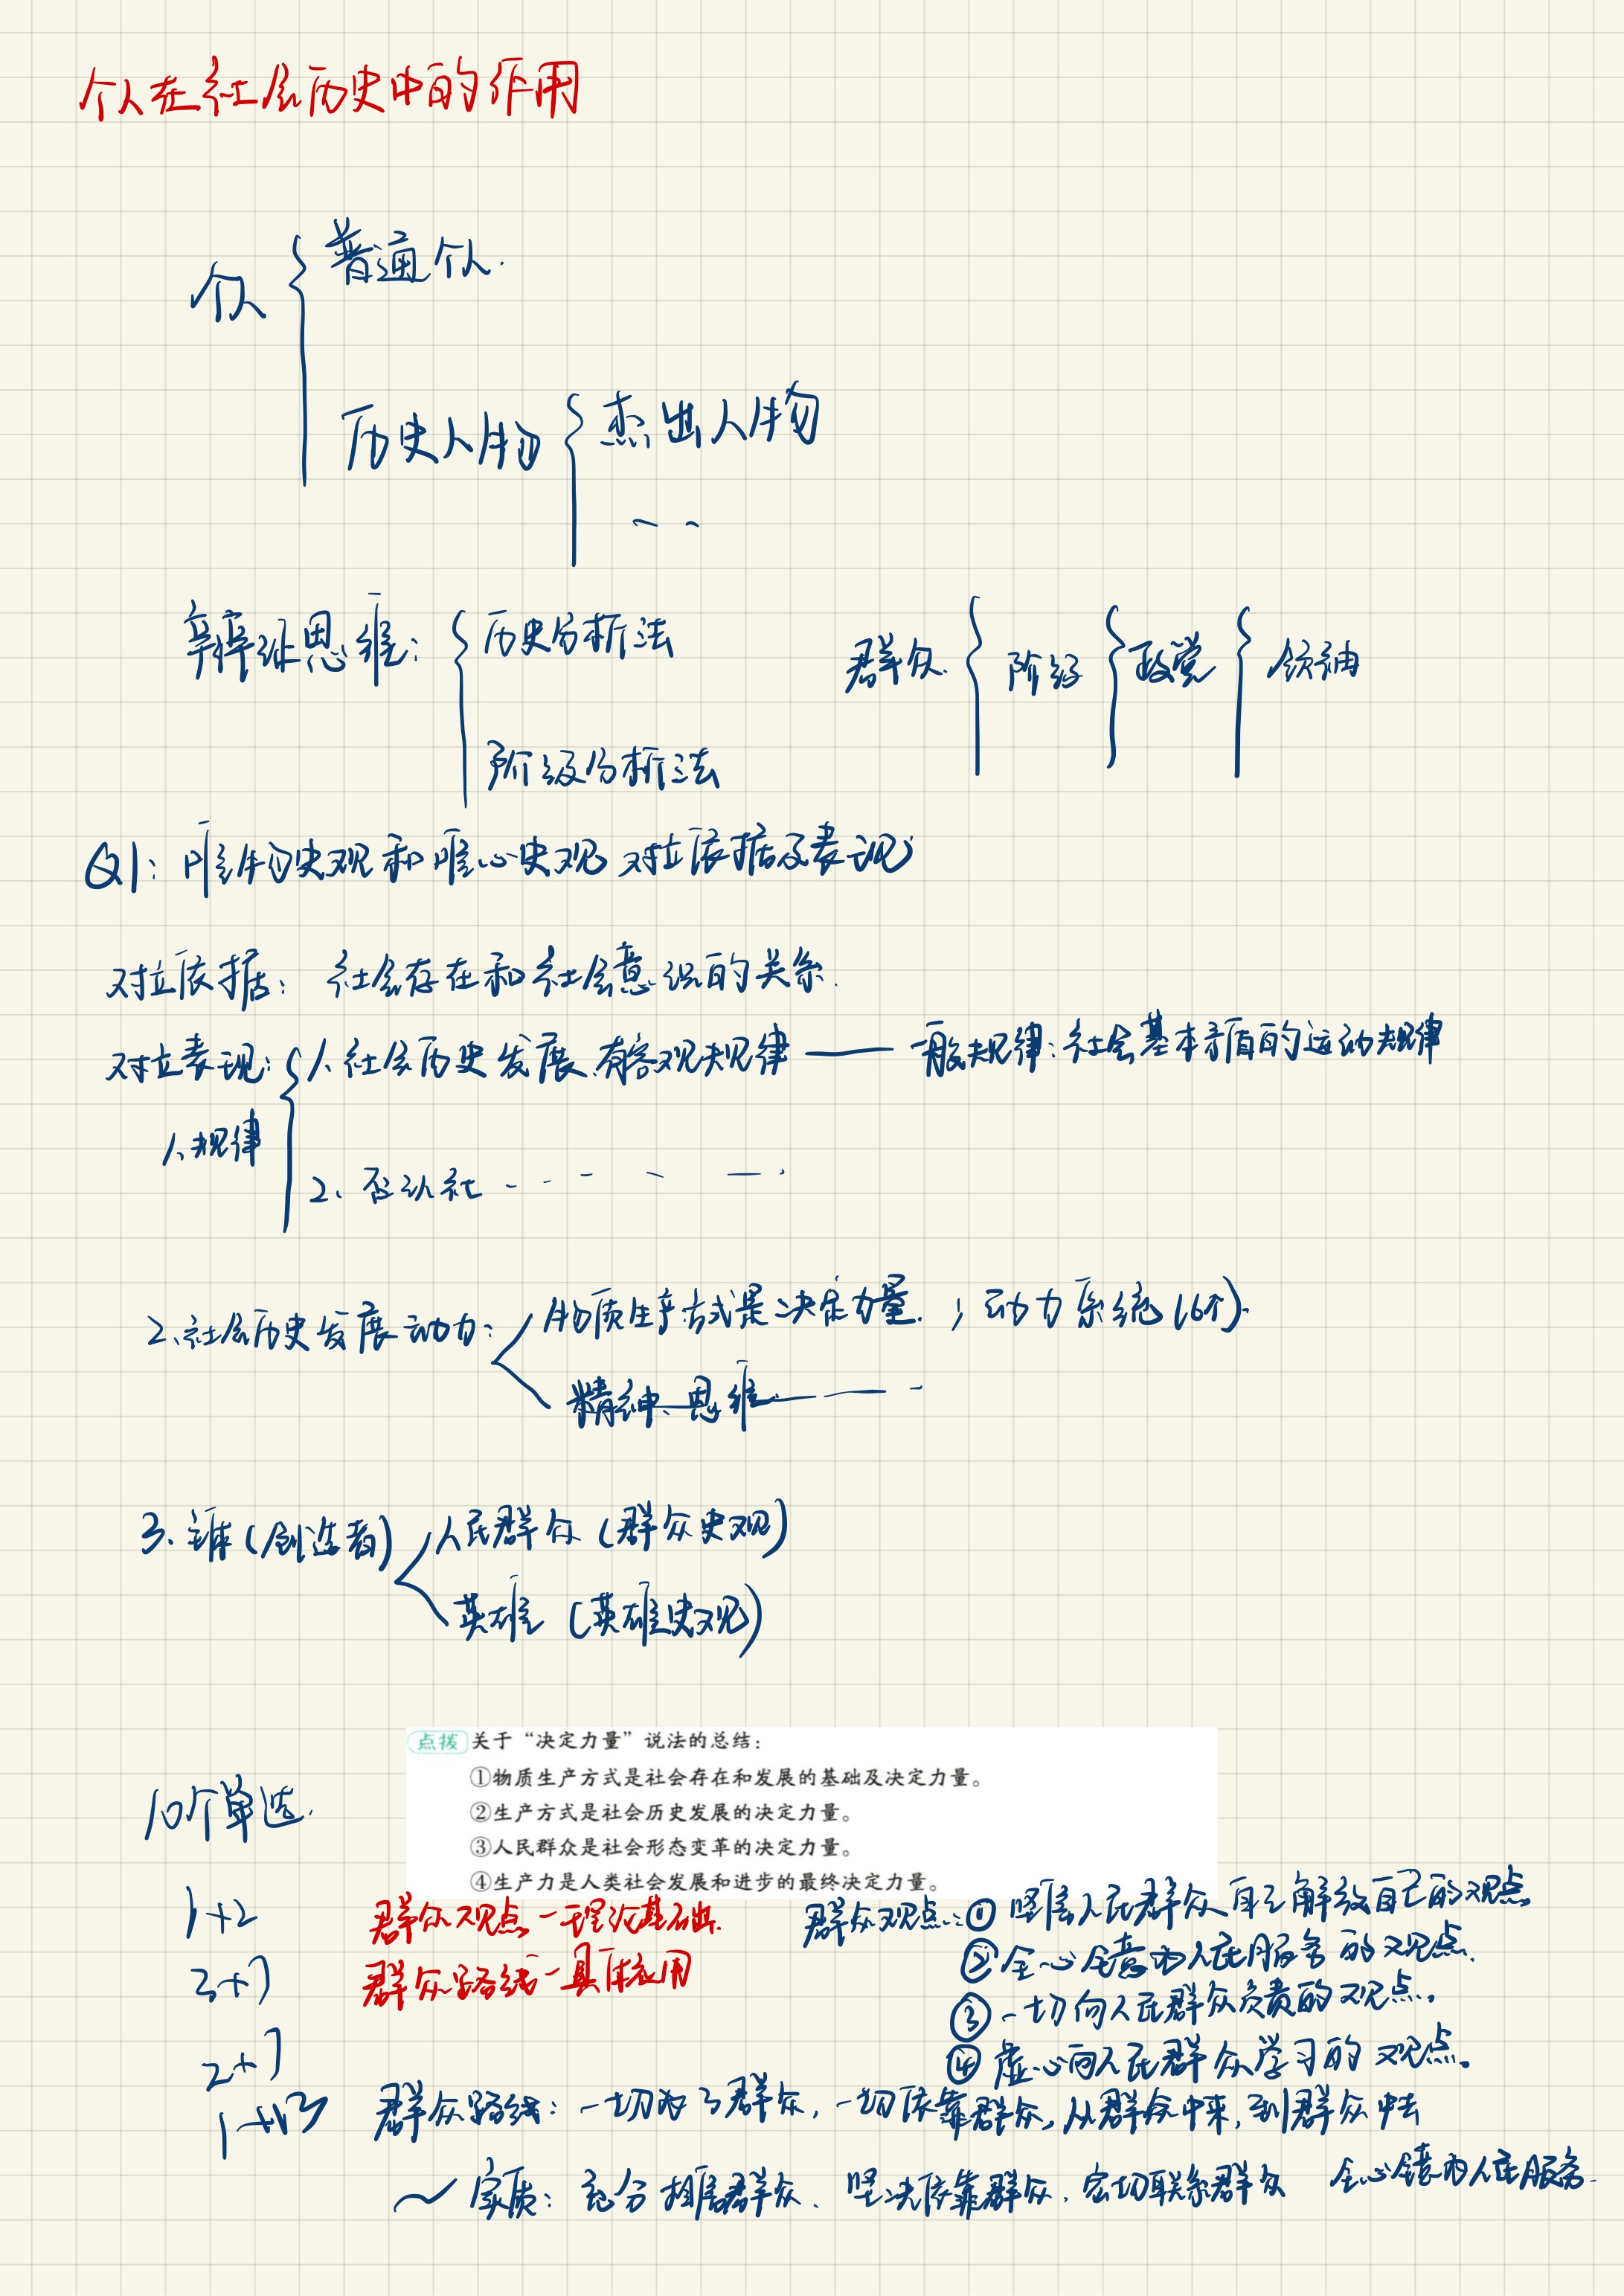 个人在社会历史中的作用
个人
普通个人.
历史人物
杰出人物
辩证思维:
历史分析法
阶级分析法
群众
阶级
政党
领袖
Q1: 唯物史观和唯心史观对立依据及表现
对立依据: 社会存在和社会意识的关系.
对立表现:
1、规律
1、社会历史发展有客观规律 —— 一般规律:社会基本矛盾的运动规律
2、否认社
2、社会历史发展动力:
物质生产方式是决定力量. ; 动力系统(6个).
精神、思维
3、主体(创造者)
人民群众(群众史观)
英雄 (英雄史观)
点拨 关于“决定力量”说法的总结:
①物质生产方式是社会存在和发展的基础及决定力量。
②生产方式是社会历史发展的决定力量。
③人民群众是社会形态变革的决定力量。
④生产力是人类社会发展和进步的最终决定力量。
10个单选.
1+2
2+1
群众观点—理论基础.
群众路线—具体应用
群众观点: ① 坚信人民群众自己解放自己的观点.
② 全心全意为人民服务的观点.
③ 一切向人民群众负责的观点.
④ 虚心向人民群众学习的观点。
群众路线: 一切为了群众, 一切依靠群众, 从群众中来, 到群众中去
~ 实质: 充分相信群众、坚决依靠群众, 密切联系群众 全心全意为人民服务.